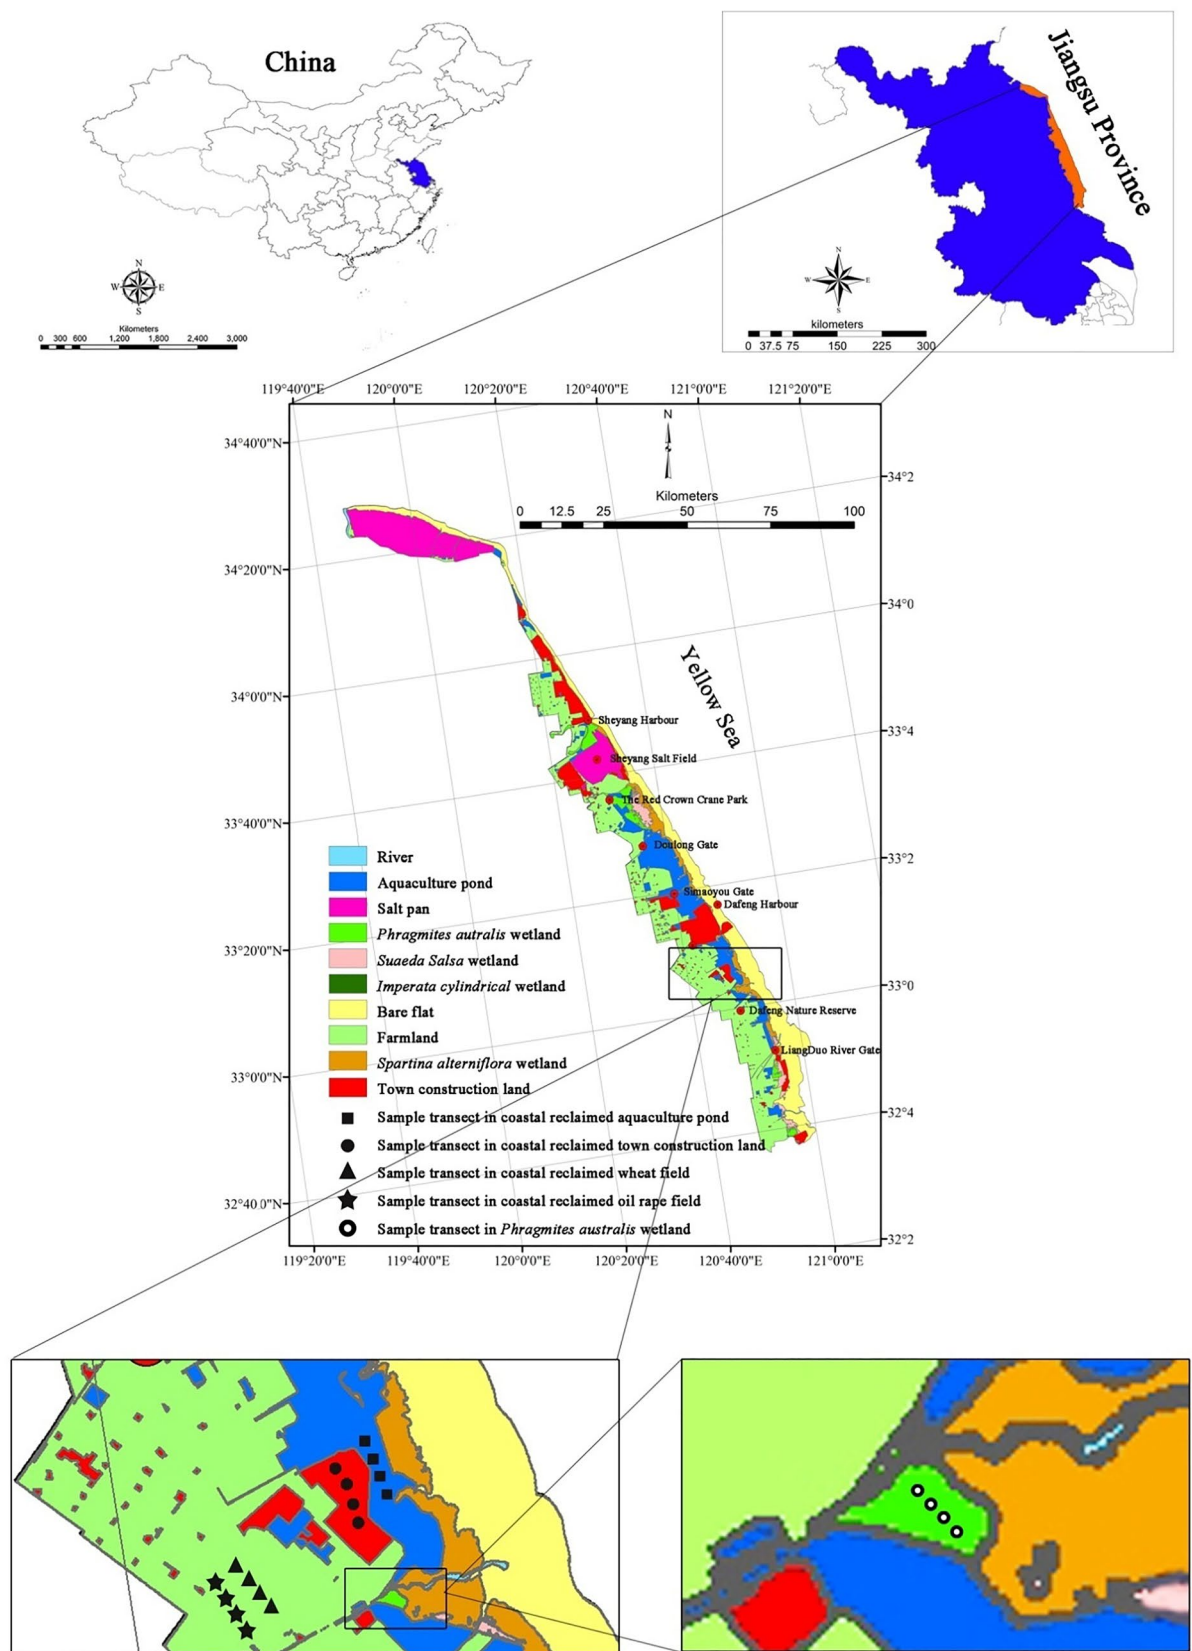 China
N
W
E
S
Kilometers
0 300 600 1,200 1,800 2,400 3,000
Jiangsu Province
N
W
E
S
kilometers
0 37.5 75 150 225 300
119°40'0"E 120°0'0"E 120°20'0"E 120°40'0"E 121°0'0"E 121°20'0"E
34°40'0"N
34°20'0"N
34°0'0"N
33°40'0"N
33°20'0"N
33°0'0"N
32°40'0"N
34°2
34°0
33°4
33°2
33°0
32°4
32°2
N
Kilometers
0 12.5 25 50 75 100
Yellow Sea
Sheyang Harbour
Sheyang Salt Field
The Red Crown Crane Park
Doulong Gate
Simaoyou Gate
Dafeng Harbour
Dafeng Nature Reserve
LiangDuo River Gate
River
Aquaculture pond
Salt pan
Phragmites autralis wetland
Suaeda Salsa wetland
Imperata cylindrical wetland
Bare flat
Farmland
Spartina alterniflora wetland
Town construction land
Sample transect in coastal reclaimed aquaculture pond
Sample transect in coastal reclaimed town construction land
Sample transect in coastal reclaimed wheat field
Sample transect in coastal reclaimed oil rape field
Sample transect in Phragmites australis wetland
119°20'0"E 119°40'0"E 120°0'0"E 120°20'0"E 120°40'0"E 121°0'0"E